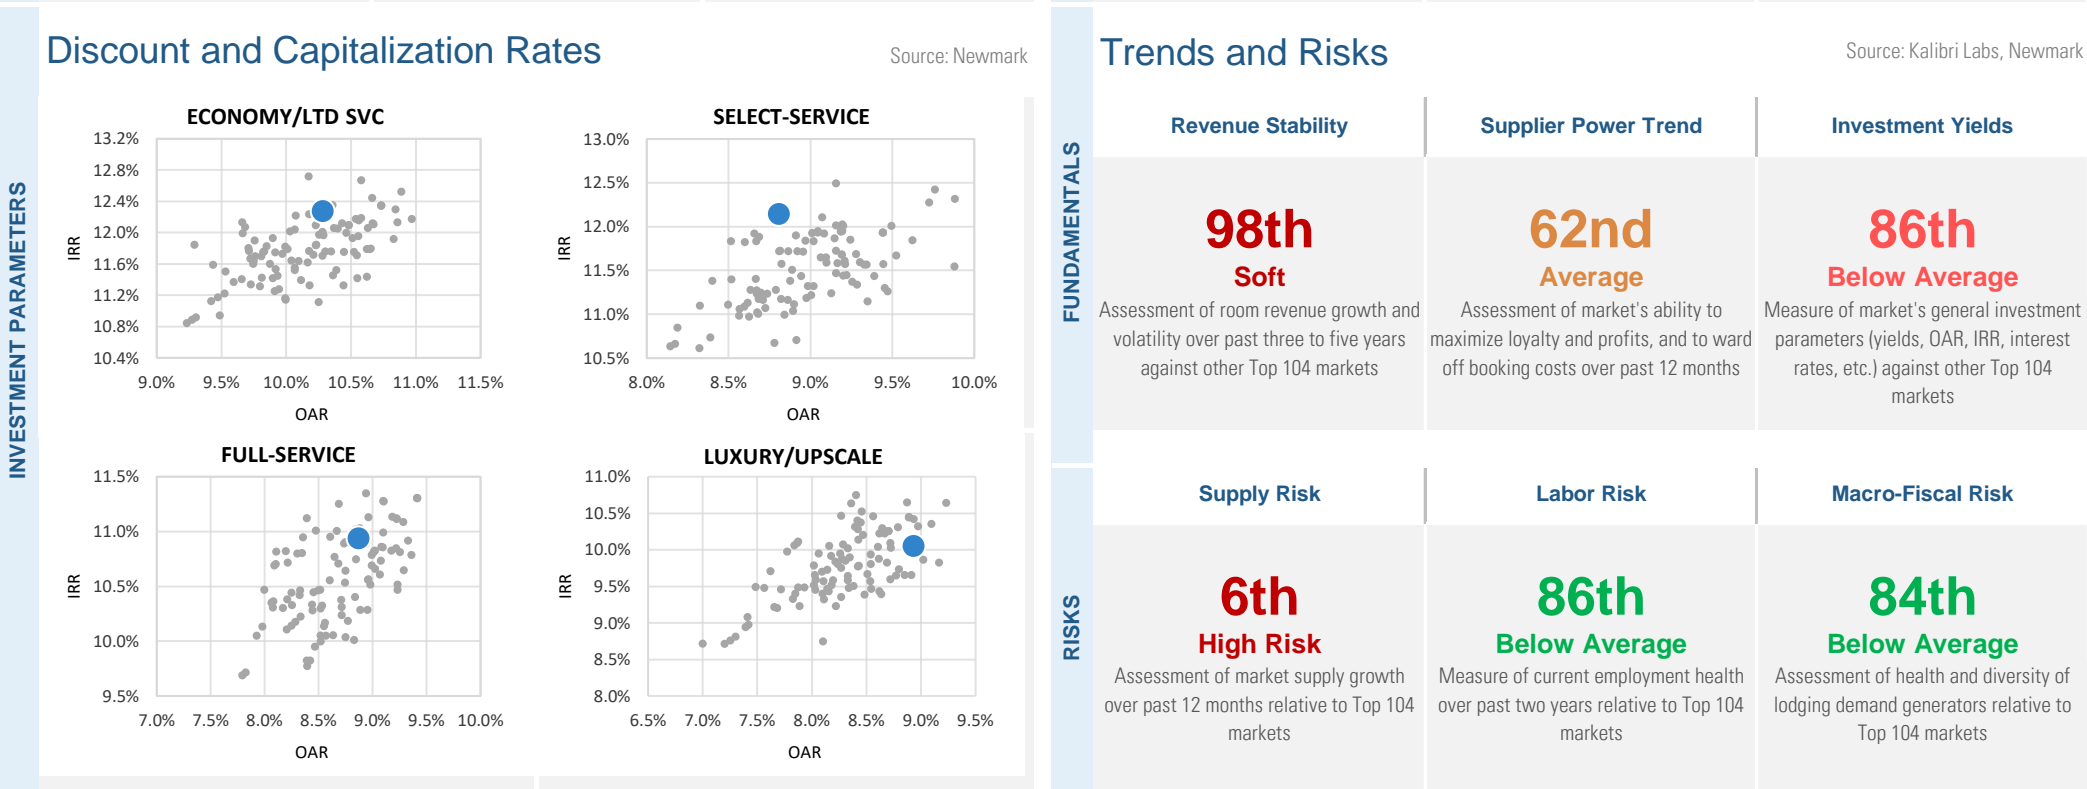 INVESTMENT PARAMETERS
Discount and Capitalization Rates
Source: Newmark
ECONOMY/LTD SVC
13.2%
12.8%
12.4%
12.0%
11.6%
11.2%
10.8%
10.4%
IRR
9.0% 9.5% 10.0% 10.5% 11.0% 11.5%
OAR
SELECT-SERVICE
13.0%
12.5%
12.0%
11.5%
11.0%
10.5%
IRR
8.0% 8.5% 9.0% 9.5% 10.0%
OAR
FULL-SERVICE
11.5%
11.0%
10.5%
10.0%
9.5%
IRR
7.0% 7.5% 8.0% 8.5% 9.0% 9.5% 10.0%
OAR
LUXURY/UPSCALE
11.0%
10.5%
10.0%
9.5%
9.0%
8.5%
8.0%
IRR
6.5% 7.0% 7.5% 8.0% 8.5% 9.0% 9.5%
OAR
Trends and Risks
Source: Kalibri Labs, Newmark
FUNDAMENTALS
Revenue Stability
98th
Soft
Assessment of room revenue growth and
volatility over past three to five years
against other Top 104 markets
Supplier Power Trend
62nd
Average
Assessment of market's ability to
maximize loyalty and profits, and to ward
off booking costs over past 12 months
Investment Yields
86th
Below Average
Measure of market's general investment
parameters (yields, OAR, IRR, interest
rates, etc.) against other Top 104
markets
RISKS
Supply Risk
6th
High Risk
Assessment of market supply growth
over past 12 months relative to Top 104
markets
Labor Risk
86th
Below Average
Measure of current employment health
over past two years relative to Top 104
markets
Macro-Fiscal Risk
84th
Below Average
Assessment of health and diversity of
lodging demand generators relative to
Top 104 markets